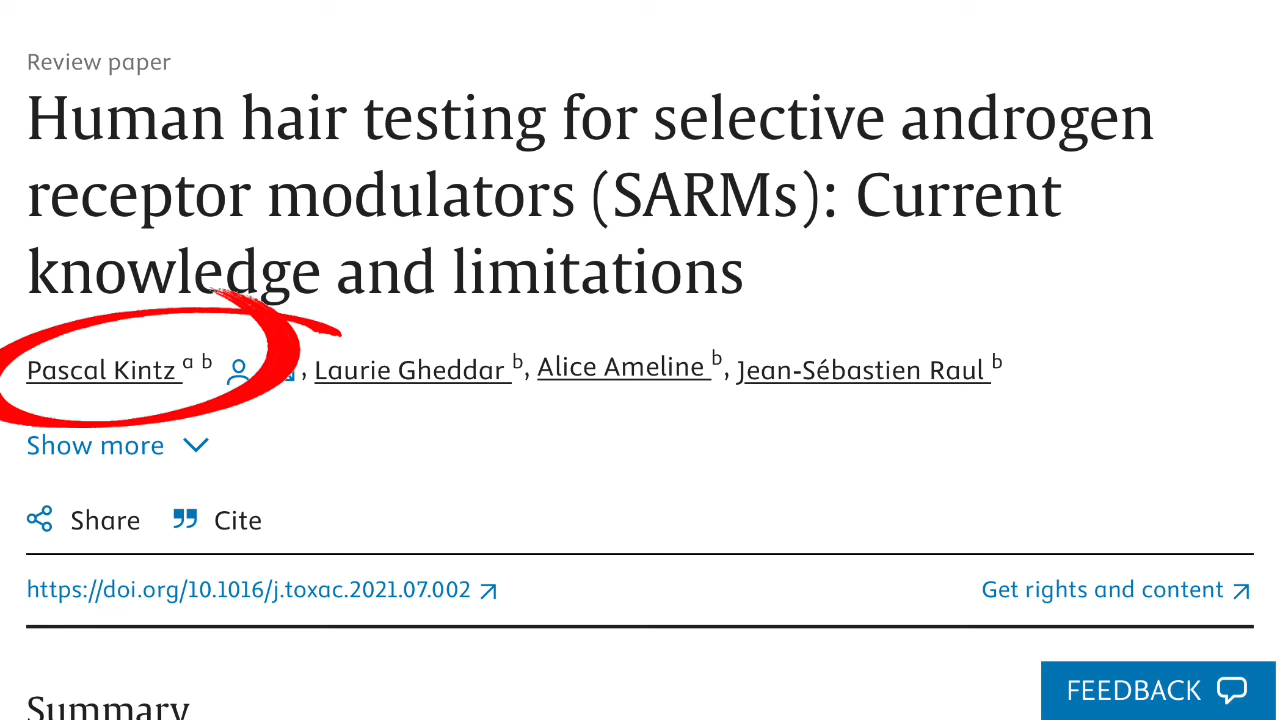 Review paper
Human hair testing for selective androgen
receptor modulators (SARMs): Current
knowledge and limitations
Pascal Kintz a b , Laurie Gheddar b, Alice Ameline b, Jean-Sébastien Raul b
Show more
Share Cite
https://doi.org/10.1016/j.toxac.2021.07.002 Get rights and content
Summary
FEEDBACK